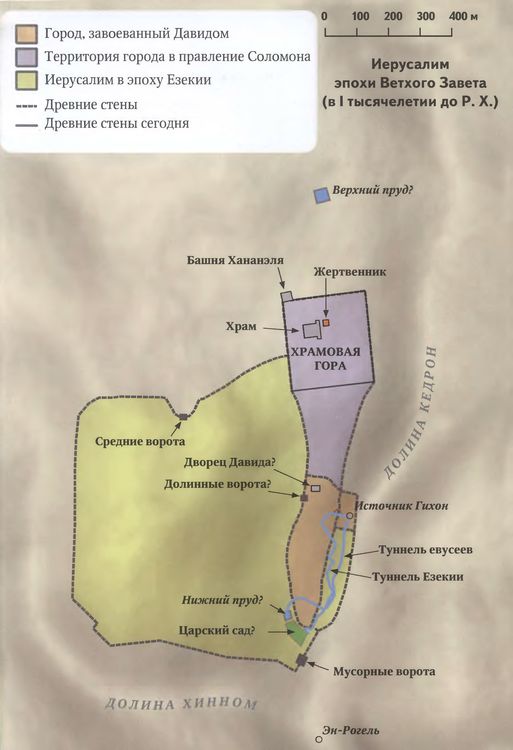 Город, завоеванный Давидом
Территория города в правление Соломона
Иерусалим в эпоху Езекии
Древние стены
Древние стены сегодня
0 100 200 300 400 м
Иерусалим
эпохи Ветхого Завета
(в I тысячелетии до Р. Х.)
Верхний пруд?
Башня Хананэля
Жертвенник
Храм
ХРАМОВАЯ
ГОРА
ДОЛИНА КЕДРОН
Средние ворота
Дворец Давида?
Долинные ворота?
Источник Гихон
Туннель евусеев
Туннель Езекии
Нижний пруд?
Царский сад?
Мусорные ворота
ДОЛИНА ХИННОМ
Эн-Рогель